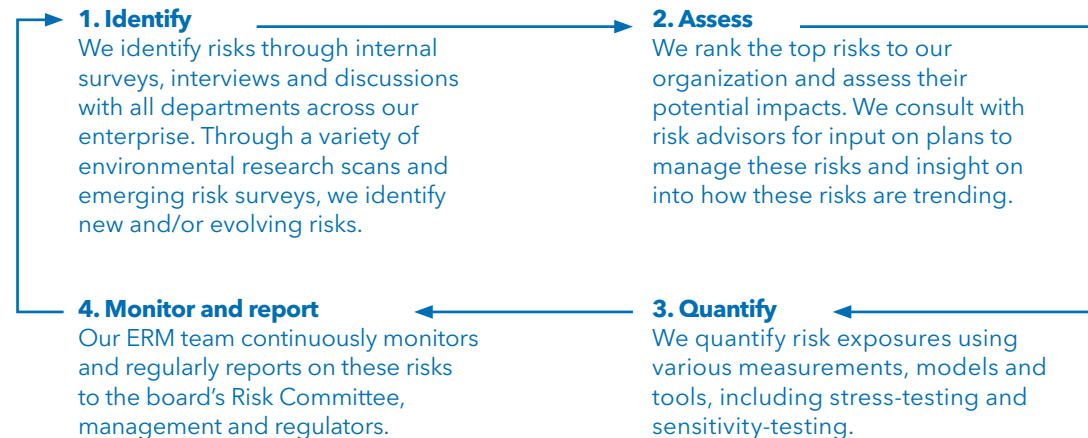 1. Identify
We identify risks through internal
surveys, interviews and discussions
with all departments across our
enterprise. Through a variety of
environmental research scans and
emerging risk surveys, we identify
new and/or evolving risks.
2. Assess
We rank the top risks to our
organization and assess their
potential impacts. We consult with
risk advisors for input on plans to
manage these risks and insight on
into how these risks are trending.
3. Quantify
We quantify risk exposures using
various measurements, models and
tools, including stress-testing and
sensitivity-testing.
4. Monitor and report
Our ERM team continuously monitors
and regularly reports on these risks
to the board’s Risk Committee,
management and regulators.